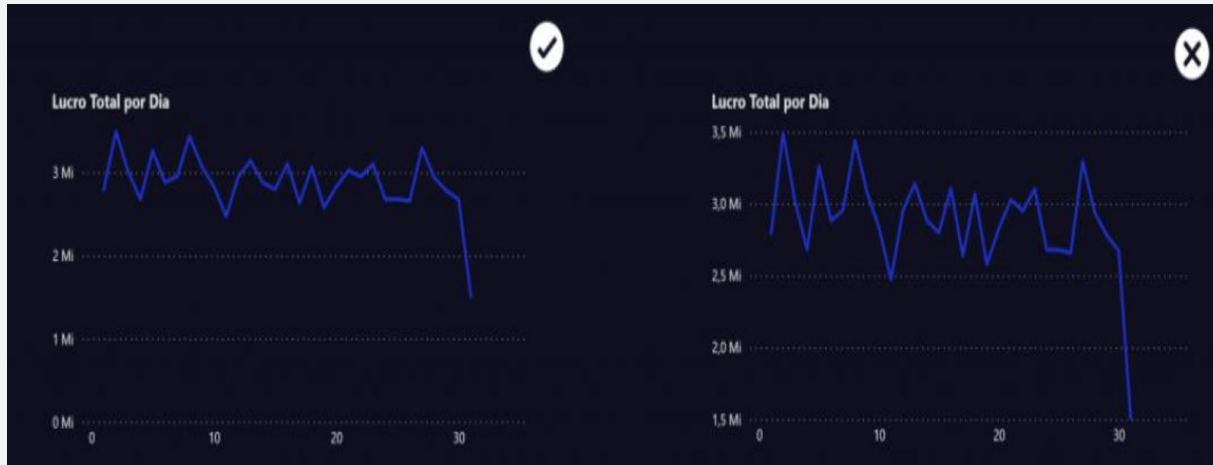 Lucro Total por Dia
3 Mi
2 Mi
1 Mi
0 Mi
0 10 20 30
Lucro Total por Dia
3,5 Mi
3,0 Mi
2,5 Mi
2,0 Mi
1,5 Mi
0 10 20 30